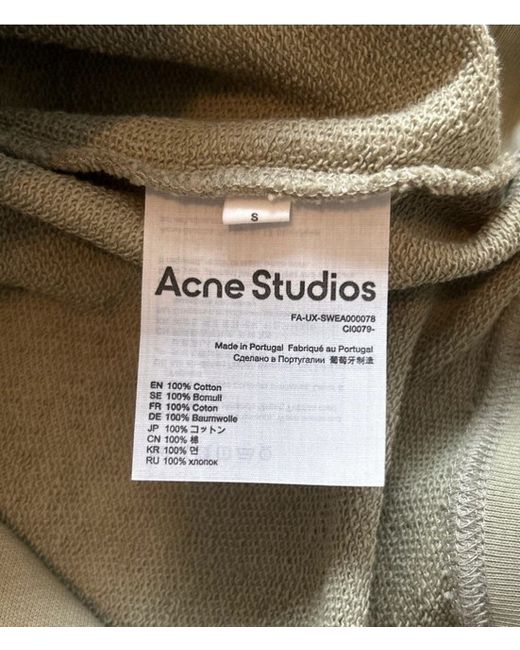 S
Acne Studios
FA-UX-SWEA000078
CI0079-
Made in Portugal Fabriqué au Portugal
Сделано в Португалии 葡萄牙制造
EN 100% Cotton
SE 100% Bomull
FR 100% Coton
DE 100% Baumwolle
JP 100% コットン
CN 100% 棉
KR 100% 면
RU 100% хлопок